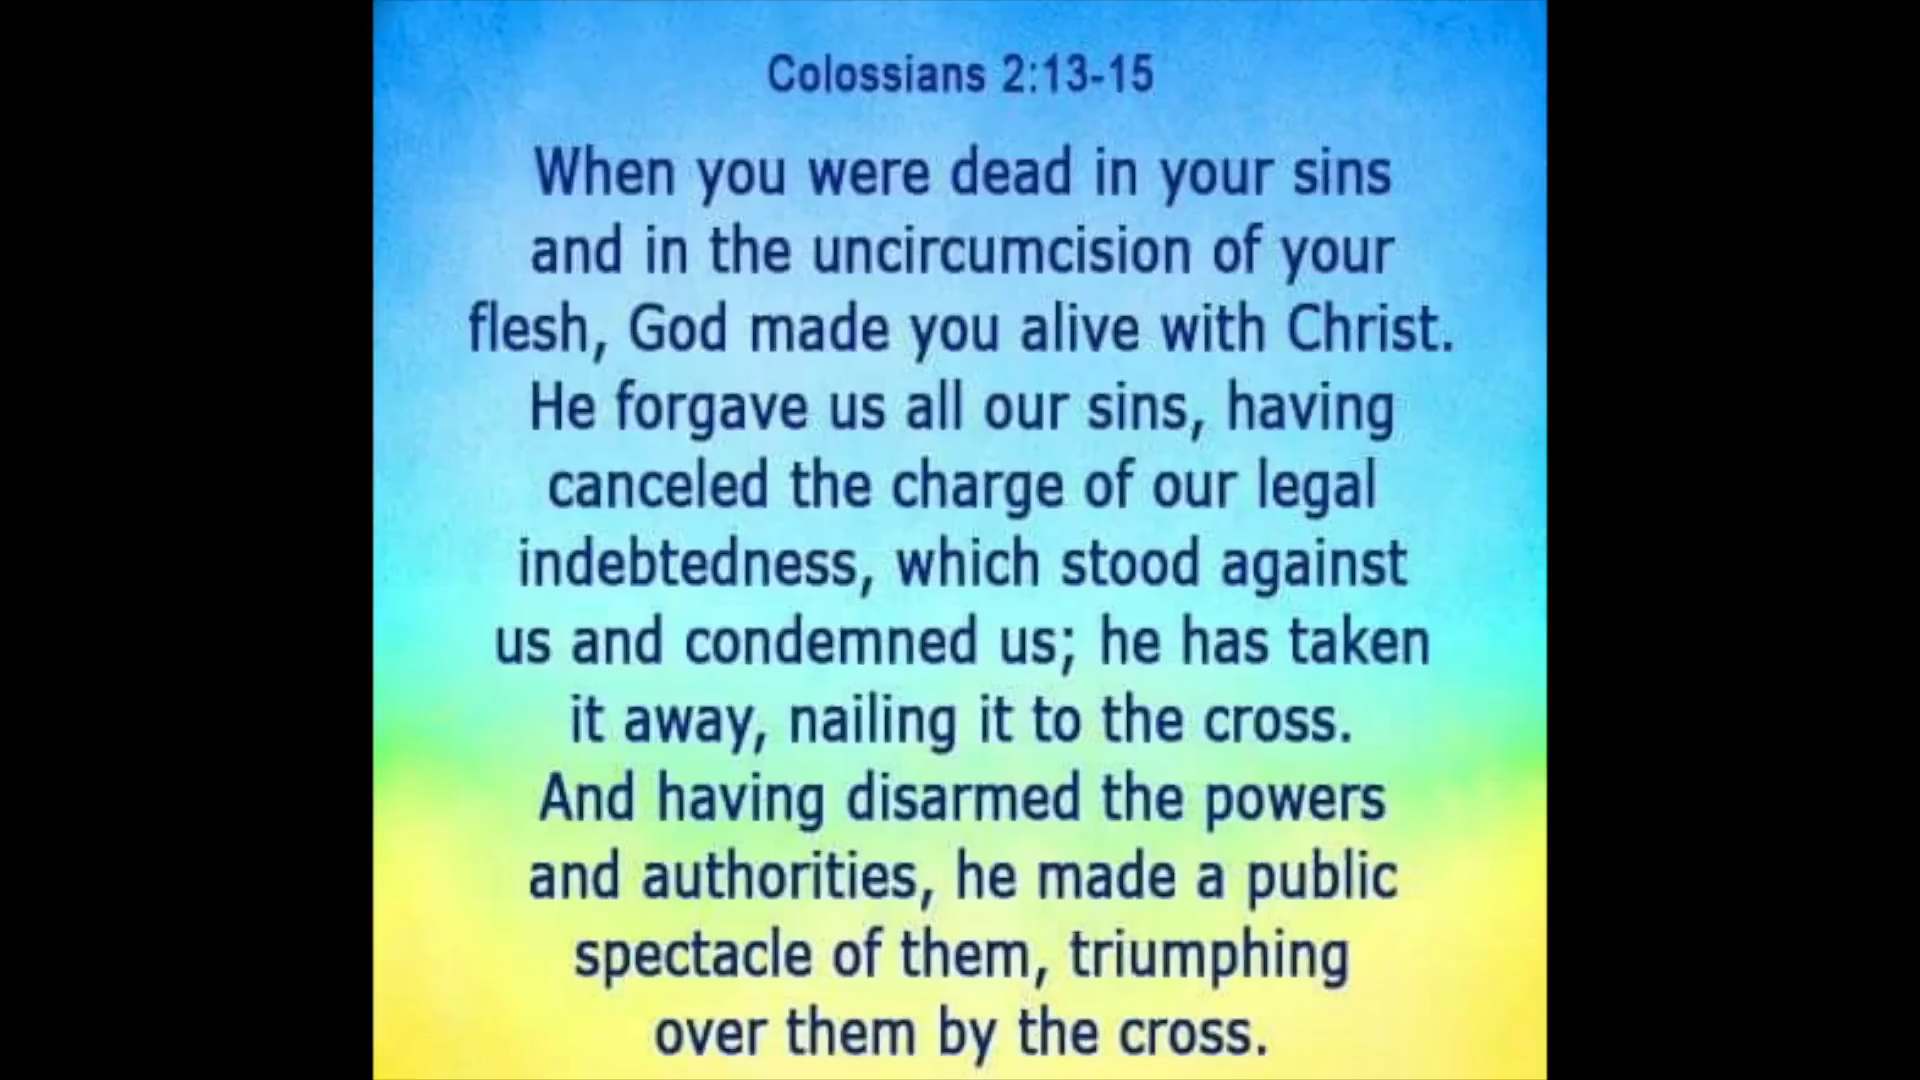 Colossians 2:13-15
When you were dead in your sins
and in the uncircumcision of your
flesh, God made you alive with Christ.
He forgave us all our sins, having
canceled the charge of our legal
indebtedness, which stood against
us and condemned us; he has taken
it away, nailing it to the cross.
And having disarmed the powers
and authorities, he made a public
spectacle of them, triumphing
over them by the cross.